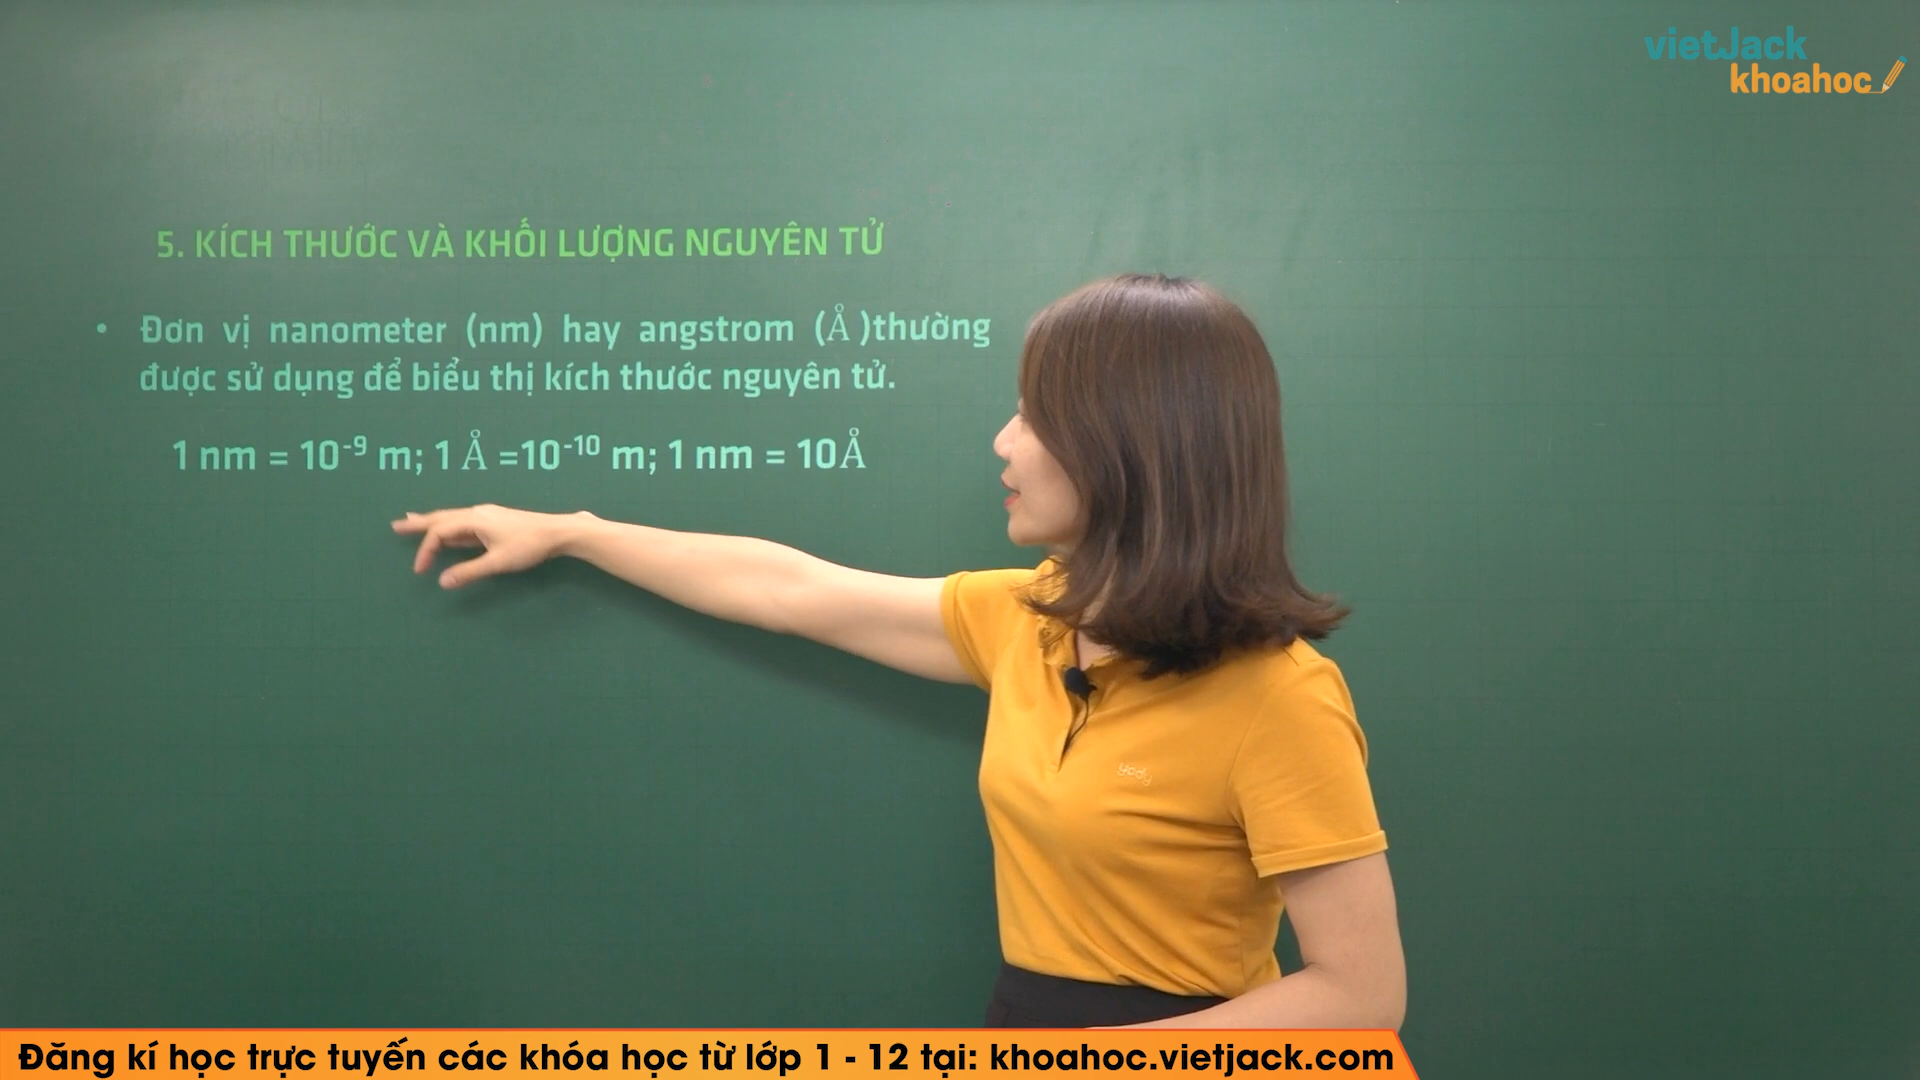 vietJack
khoahoc
5. KÍCH THƯỚC VÀ KHỐI LƯỢNG NGUYÊN TỬ
• Đơn vị nanometer (nm) hay angstrom (Å )thường
được sử dụng để biểu thị kích thước nguyên tử.
1 nm = 10⁻⁹ m; 1 Å =10⁻¹⁰ m; 1 nm = 10Å
yody
Đăng kí học trực tuyến các khóa học từ lớp 1 - 12 tại: khoahoc.vietjack.com